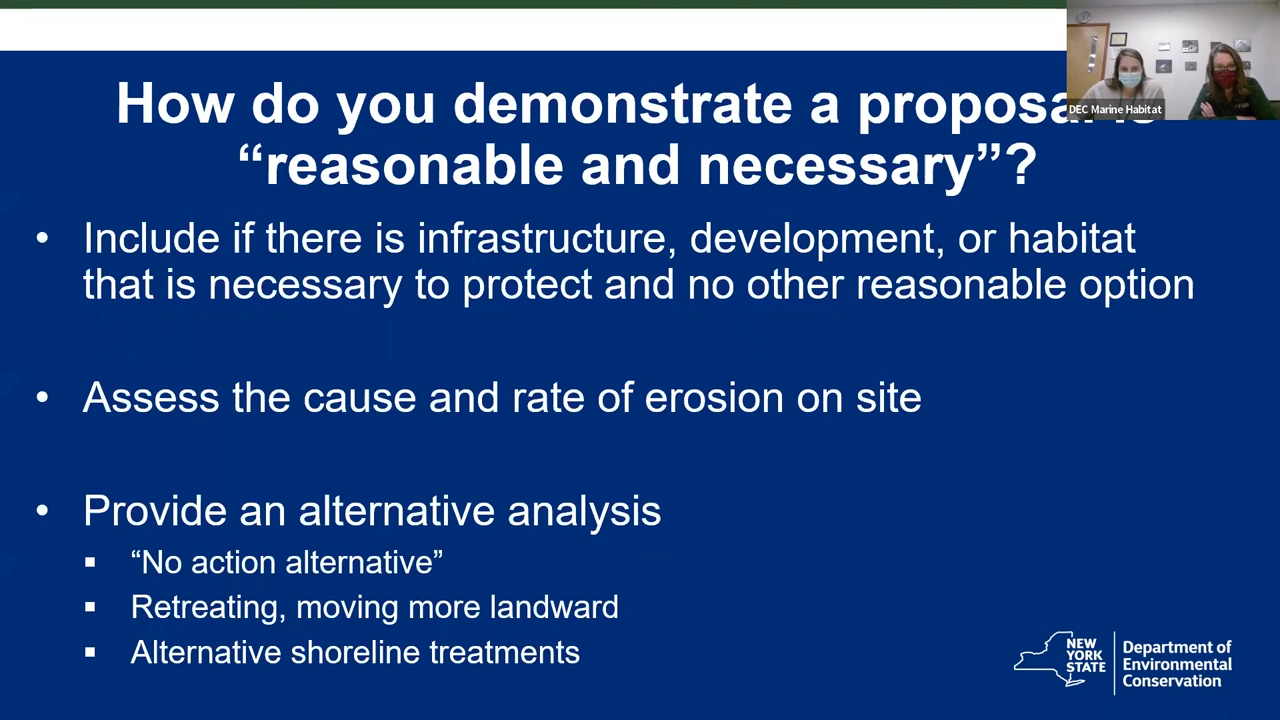 DEC Marine Habitat
How do you demonstrate a proposal is
“reasonable and necessary”?
• Include if there is infrastructure, development, or habitat
that is necessary to protect and no other reasonable option
• Assess the cause and rate of erosion on site
• Provide an alternative analysis
▪ “No action alternative”
▪ Retreating, moving more landward
▪ Alternative shoreline treatments
NEW
YORK
STATE
Department of
Environmental
Conservation